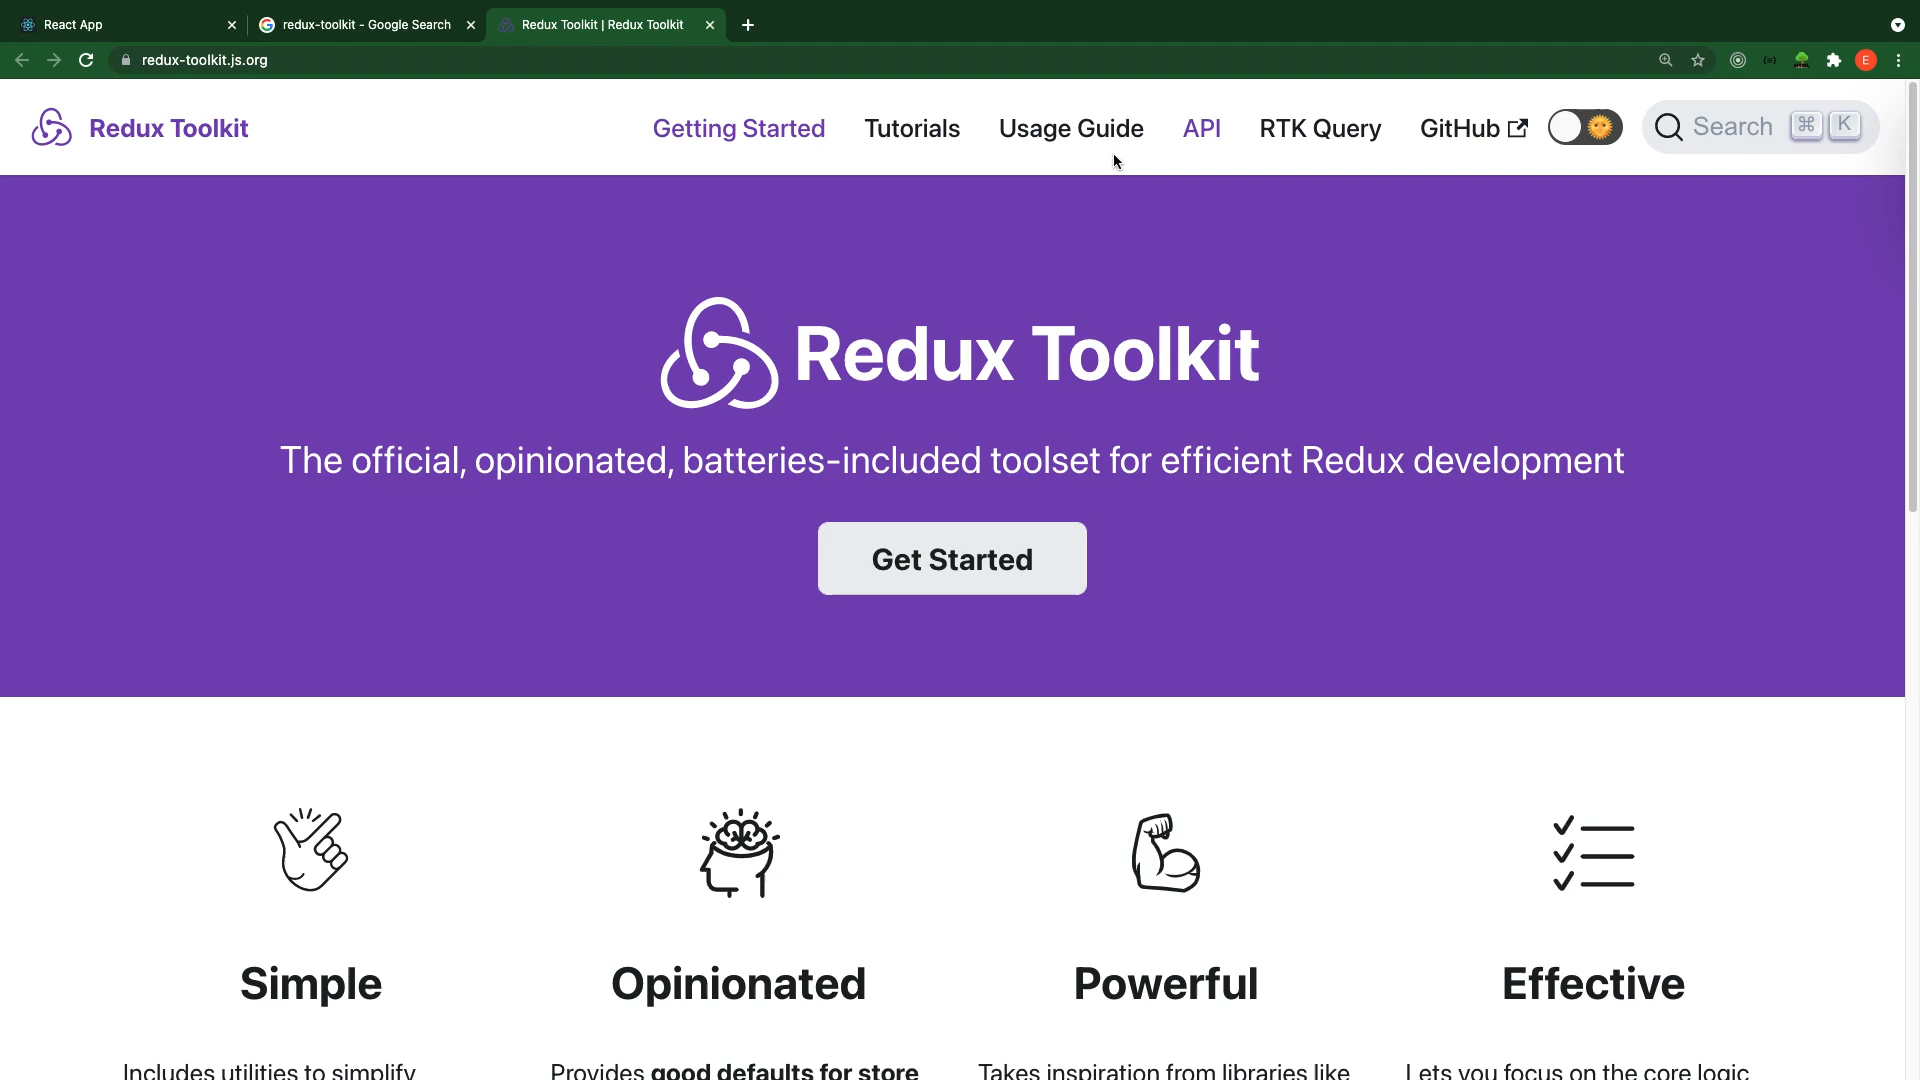 React App
redux-toolkit - Google Search
Redux Toolkit | Redux Toolkit
redux-toolkit.js.org
E
Redux Toolkit
Getting Started
Tutorials
Usage Guide
API
RTK Query
GitHub
Search ⌘ K
Redux Toolkit
The official, opinionated, batteries-included toolset for efficient Redux development
Get Started
Simple
Opinionated
Powerful
Effective
Includes utilities to simplify
Provides good defaults for store
Takes inspiration from libraries like
Lets you focus on the core logic